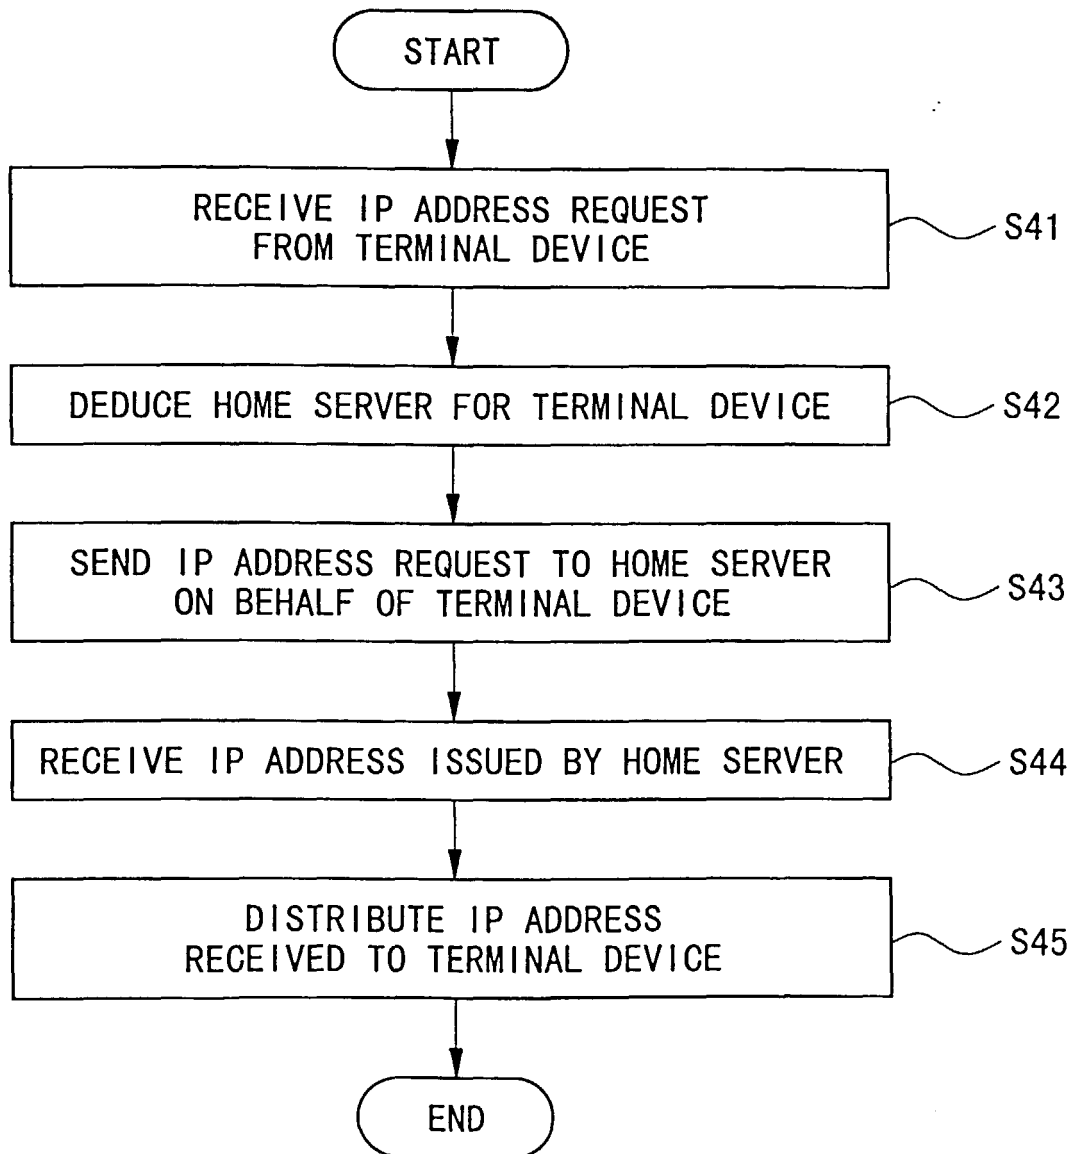 START
RECEIVE IP ADDRESS REQUEST
FROM TERMINAL DEVICE
S41
DEDUCE HOME SERVER FOR TERMINAL DEVICE
S42
SEND IP ADDRESS REQUEST TO HOME SERVER
ON BEHALF OF TERMINAL DEVICE
S43
RECEIVE IP ADDRESS ISSUED BY HOME SERVER
S44
DISTRIBUTE IP ADDRESS
RECEIVED TO TERMINAL DEVICE
S45
END